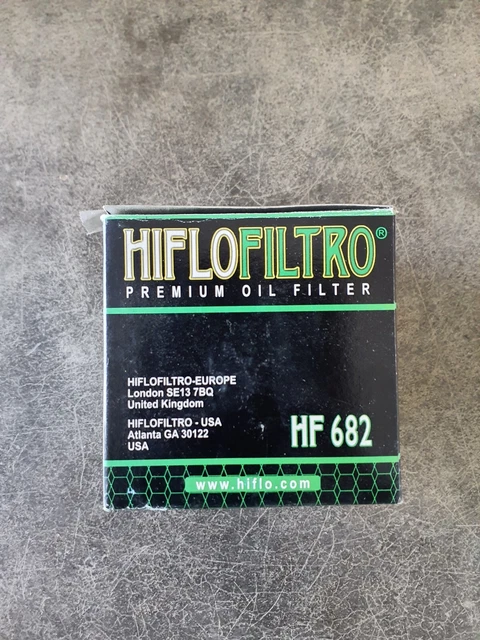 HIFLOFILTRO®
PREMIUM OIL FILTER
HIFLOFILTRO-EUROPE
London SE13 7BQ
United Kingdom
HIFLOFILTRO - USA
Atlanta GA 30122
USA
HF 682
www.hiflo.com